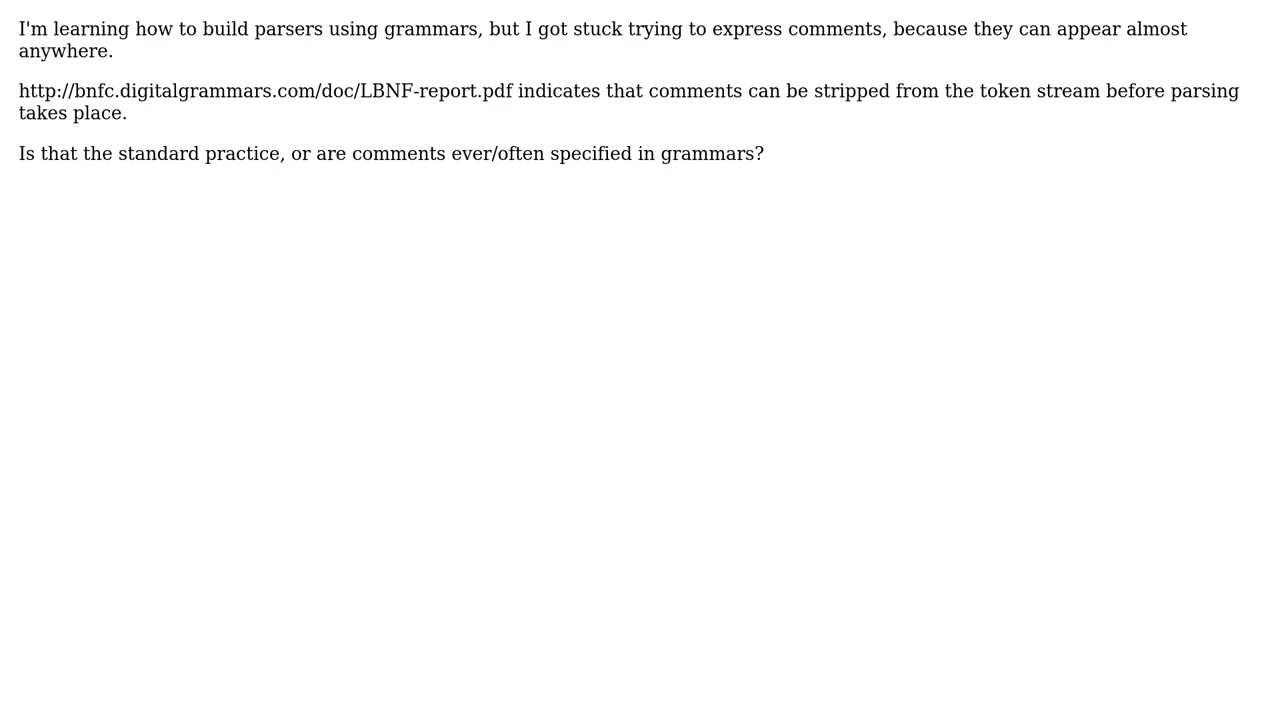 I'm learning how to build parsers using grammars, but I got stuck trying to express comments, because they can appear almost
anywhere.
http://bnfc.digitalgrammars.com/doc/LBNF-report.pdf indicates that comments can be stripped from the token stream before parsing
takes place.
Is that the standard practice, or are comments ever/often specified in grammars?